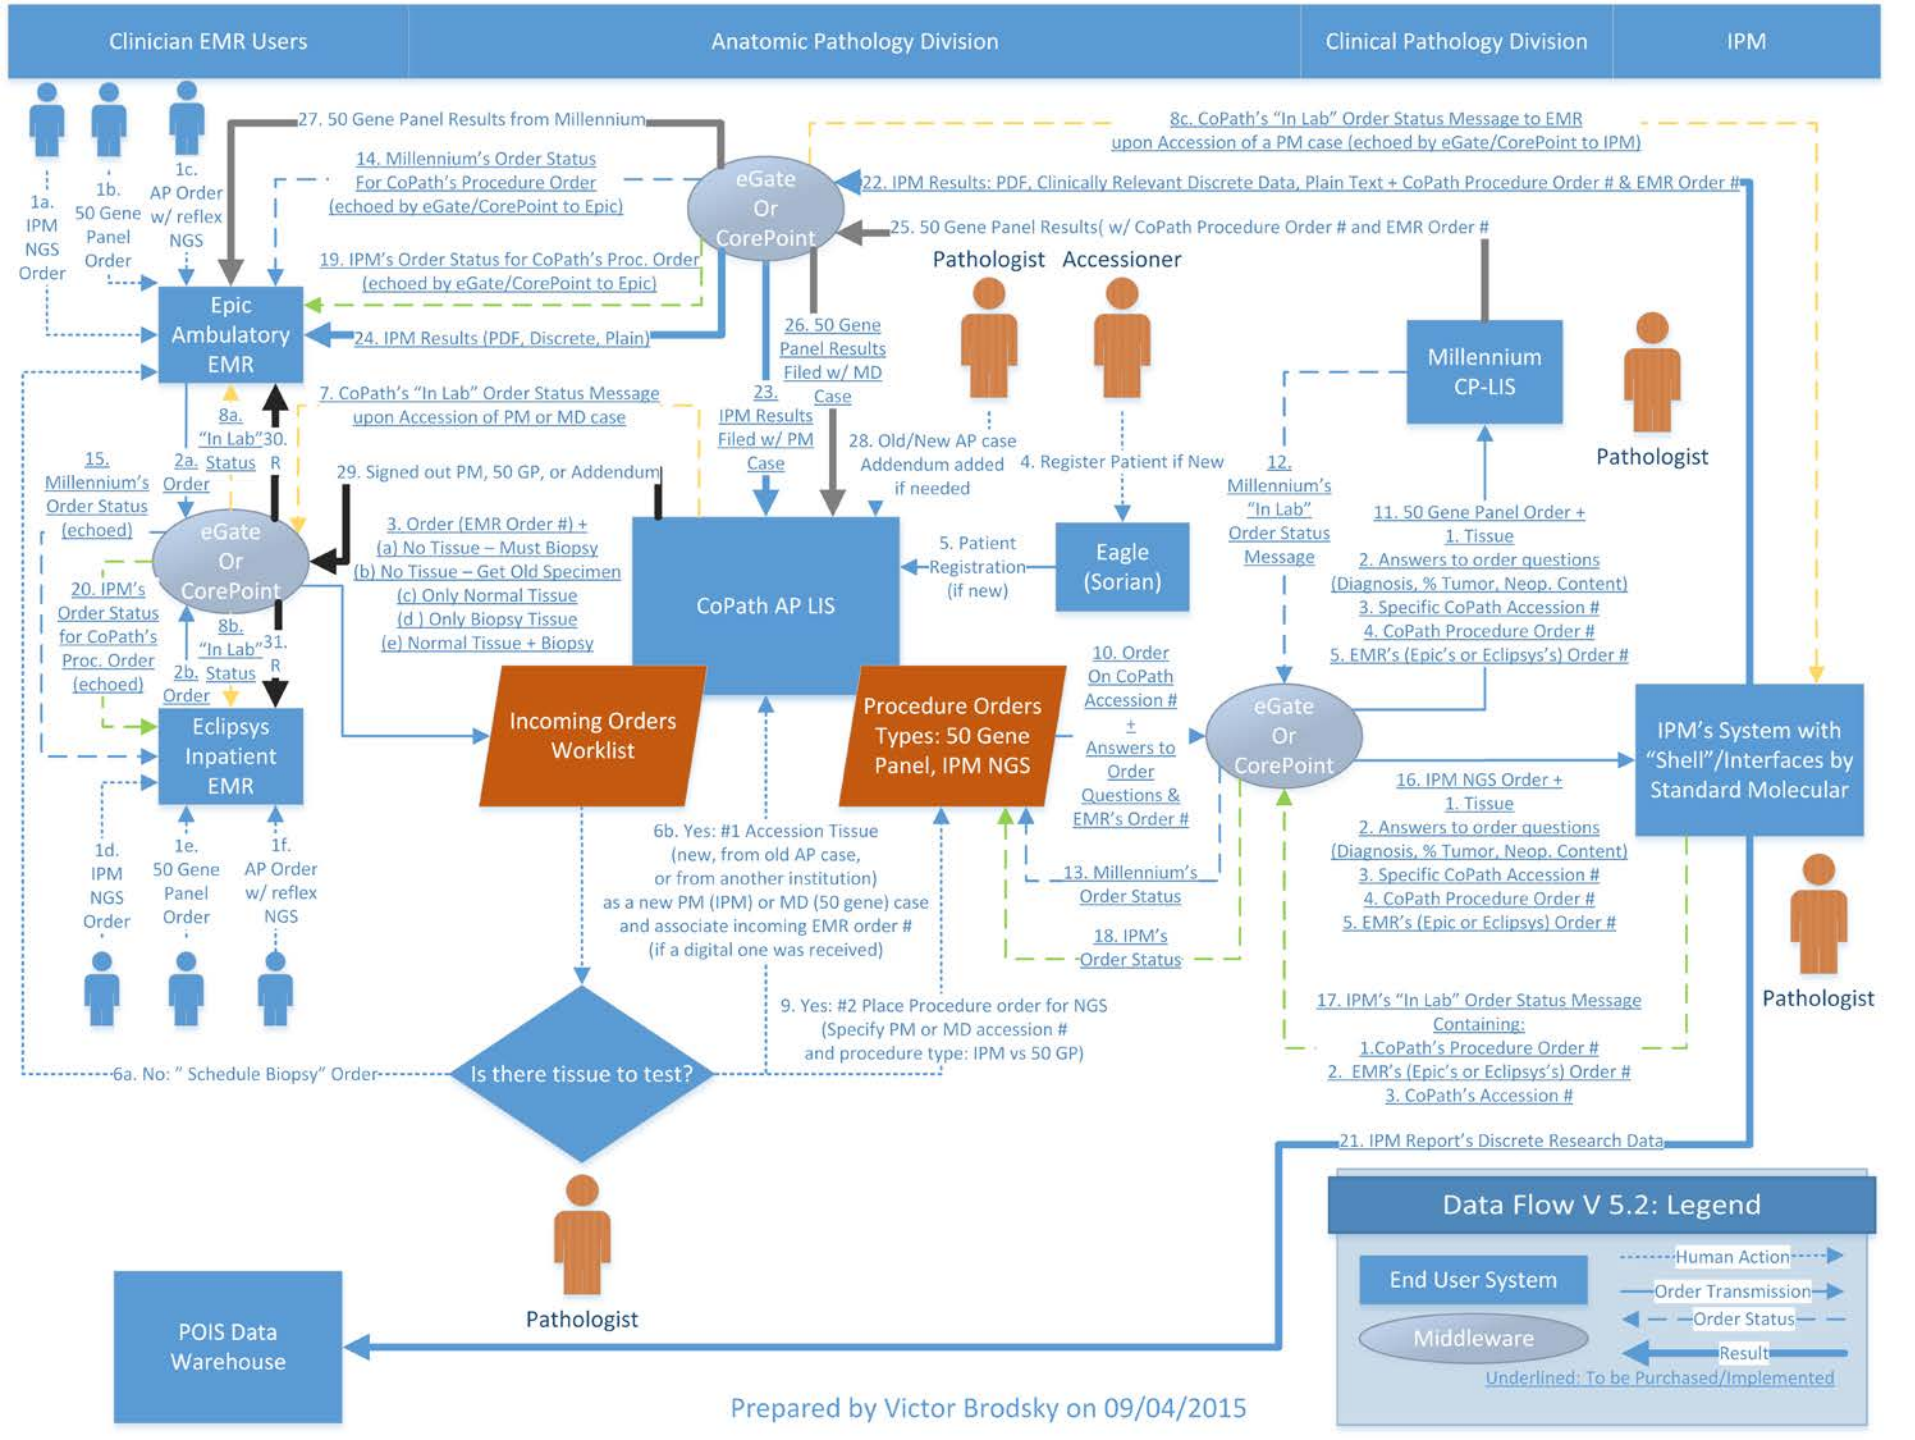 Clinician EMR Users
Anatomic Pathology Division
Clinical Pathology Division
IPM
1a.
IPM
NGS
Order
1b.
50 Gene
Panel
Order
1c.
AP Order
w/ reflex
NGS
27. 50 Gene Panel Results from Millennium
14. Millennium's Order Status
For CoPath's Procedure Order
(echoed by eGate/CorePoint to Epic)
19. IPM's Order Status for CoPath's Proc. Order
(echoed by eGate/CorePoint to Epic)
24. IPM Results (PDF, Discrete, Plain)
eGate
Or
CorePoint
8c. CoPath's "In Lab" Order Status Message to EMR
upon Accession of a PM case (echoed by eGate/CorePoint to IPM)
22. IPM Results: PDF, Clinically Relevant Discrete Data, Plain Text + CoPath Procedure Order # & EMR Order #
25. 50 Gene Panel Results( w/ CoPath Procedure Order # and EMR Order #
Pathologist
Accessioner
Epic
Ambulatory
EMR
26. 50 Gene
Panel Results
Filed w/ MD
Case
23.
IPM Results
Filed w/ PM
Case
Millennium
CP-LIS
Pathologist
7. CoPath's "In Lab" Order Status Message
upon Accession of PM or MD case
8a.
"In Lab"
Status
30.
R
2a.
Order
15.
Millennium's
Order Status
(echoed)
29. Signed out PM, 50 GP, or Addendum
28. Old/New AP case
Addendum added
if needed
4. Register Patient if New
12.
Millennium's
"In Lab"
Order Status
Message
eGate
Or
CorePoint
3. Order (EMR Order #) +
(a) No Tissue – Must Biopsy
(b) No Tissue – Get Old Specimen
(c) Only Normal Tissue
(d ) Only Biopsy Tissue
(e) Normal Tissue + Biopsy
CoPath AP LIS
5. Patient
Registration
(if new)
Eagle
(Sorian)
11. 50 Gene Panel Order +
1. Tissue
2. Answers to order questions
(Diagnosis, % Tumor, Neop. Content)
3. Specific CoPath Accession #
4. CoPath Procedure Order #
5. EMR's (Epic's or Eclipsys's) Order #
20. IPM's
Order Status
for CoPath's
Proc. Order
(echoed)
8b.
"In Lab"
Status
31.
R
2b.
Order
Eclipsys
Inpatient
EMR
Incoming Orders
Worklist
Procedure Orders
Types: 50 Gene
Panel, IPM NGS
10. Order
On CoPath
Accession #
+
Answers to
Order
Questions &
EMR's Order #
eGate
Or
CorePoint
IPM's System with
"Shell"/Interfaces by
Standard Molecular
16. IPM NGS Order +
1. Tissue
2. Answers to order questions
(Diagnosis, % Tumor, Neop. Content)
3. Specific CoPath Accession #
4. CoPath Procedure Order #
5. EMR's (Epic or Eclipsys) Order #
1d.
IPM
NGS
Order
1e.
50 Gene
Panel
Order
1f.
AP Order
w/ reflex
NGS
6b. Yes: #1 Accession Tissue
(new, from old AP case,
or from another institution)
as a new PM (IPM) or MD (50 gene) case
and associate incoming EMR order #
(if a digital one was received)
13. Millennium's
Order Status
18. IPM's
Order Status
Pathologist
9. Yes: #2 Place Procedure order for NGS
(Specify PM or MD accession #
and procedure type: IPM vs 50 GP)
17. IPM's "In Lab" Order Status Message
Containing:
1.CoPath's Procedure Order #
2. EMR's (Epic's or Eclipsys's) Order #
3. CoPath's Accession #
6a. No: " Schedule Biopsy" Order
Is there tissue to test?
21. IPM Report's Discrete Research Data
Pathologist
POIS Data
Warehouse
Data Flow V 5.2: Legend
End User System
Middleware
Human Action
Order Transmission
Order Status
Result
Underlined: To be Purchased/Implemented
Prepared by Victor Brodsky on 09/04/2015